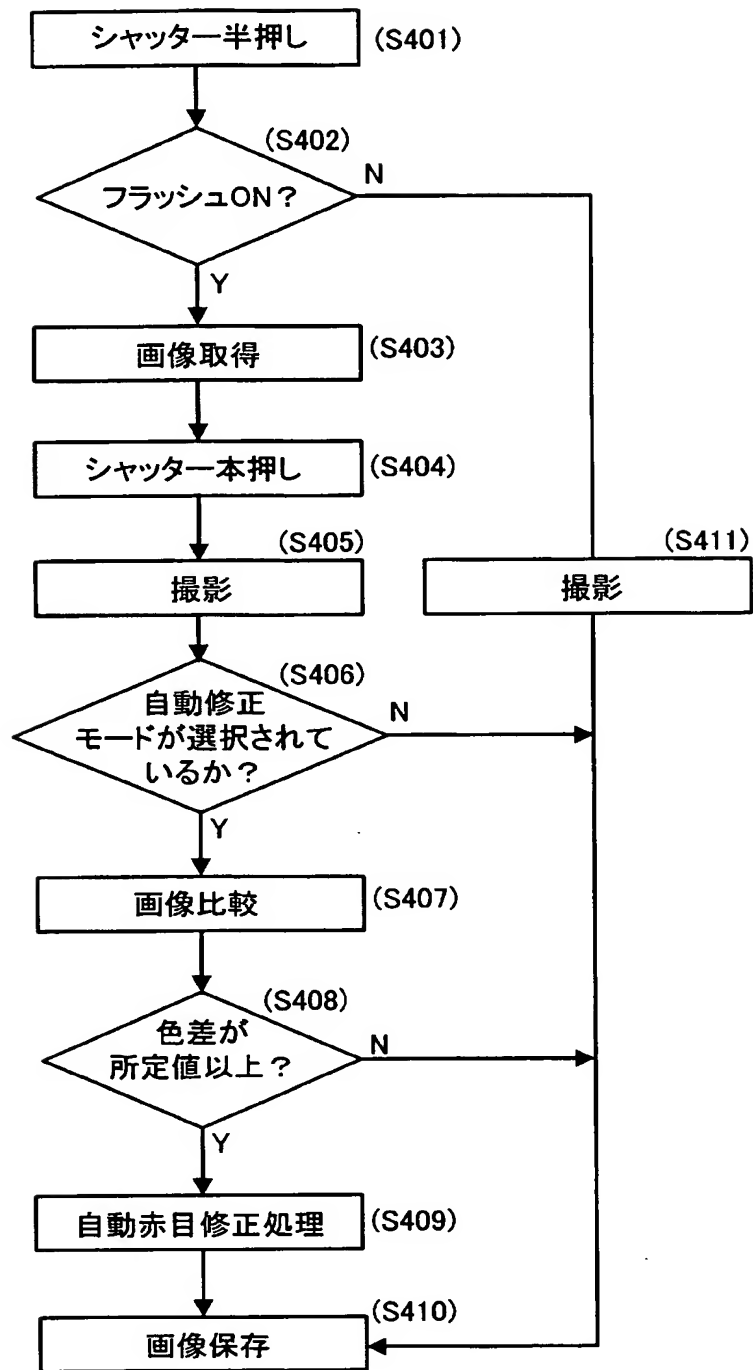 シャッター半押し (S401)
(S402)
フラッシュON?
N
Y
画像取得 (S403)
シャッター本押し (S404)
(S405)
撮影
(S411)
撮影
(S406)
自動修正
モードが選択されて
いるか?
N
Y
画像比較 (S407)
(S408)
色差が
所定値以上?
N
Y
自動赤目修正処理 (S409)
(S410)
画像保存